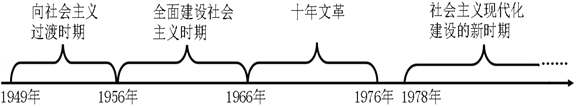 向社会主义
过渡时期
全面建设社会
主义时期
十年文革
社会主义现代化
建设的新时期
......
1949年
1956年
1966年
1976年
1978年